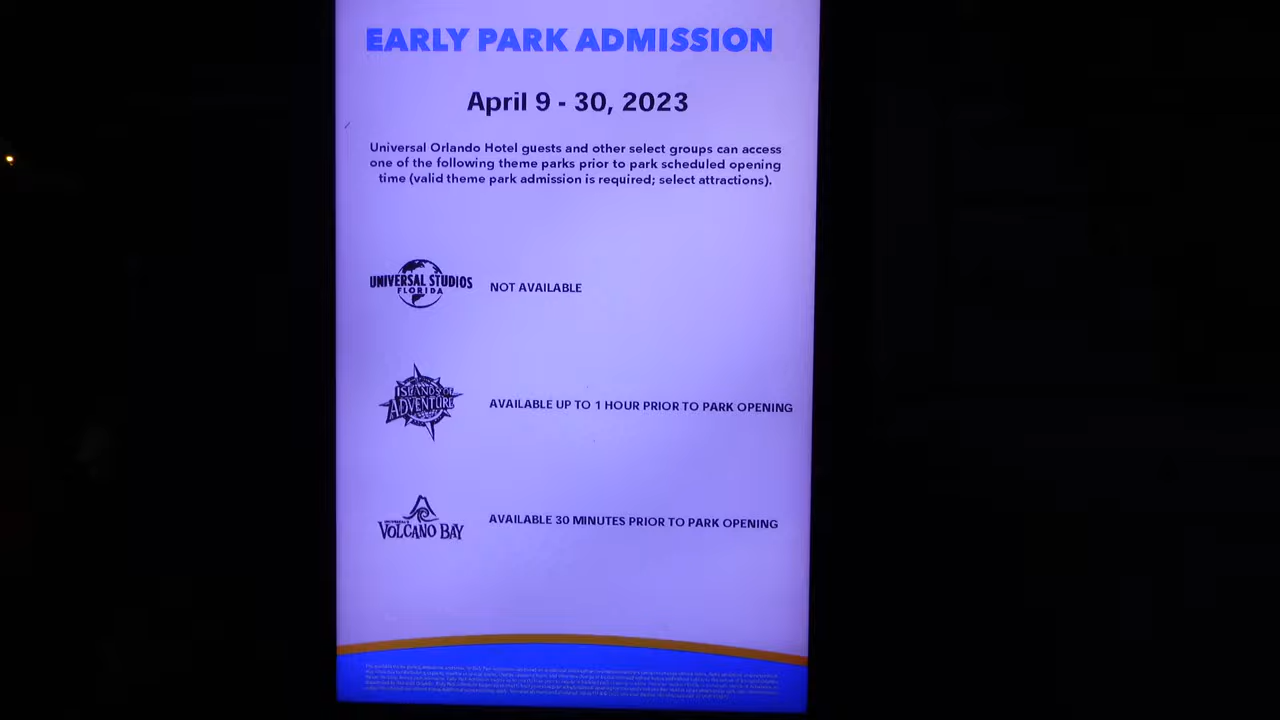 EARLY PARK ADMISSION
April 9 - 30, 2023
Universal Orlando Hotel guests and other select groups can access
one of the following theme parks prior to park scheduled opening
time (valid theme park admission is required; select attractions).
UNIVERSAL STUDIOS
FLORIDA
NOT AVAILABLE
ISLANDS OF
ADVENTURE
AVAILABLE UP TO 1 HOUR PRIOR TO PARK OPENING
VOLCANO BAY
AVAILABLE 30 MINUTES PRIOR TO PARK OPENING